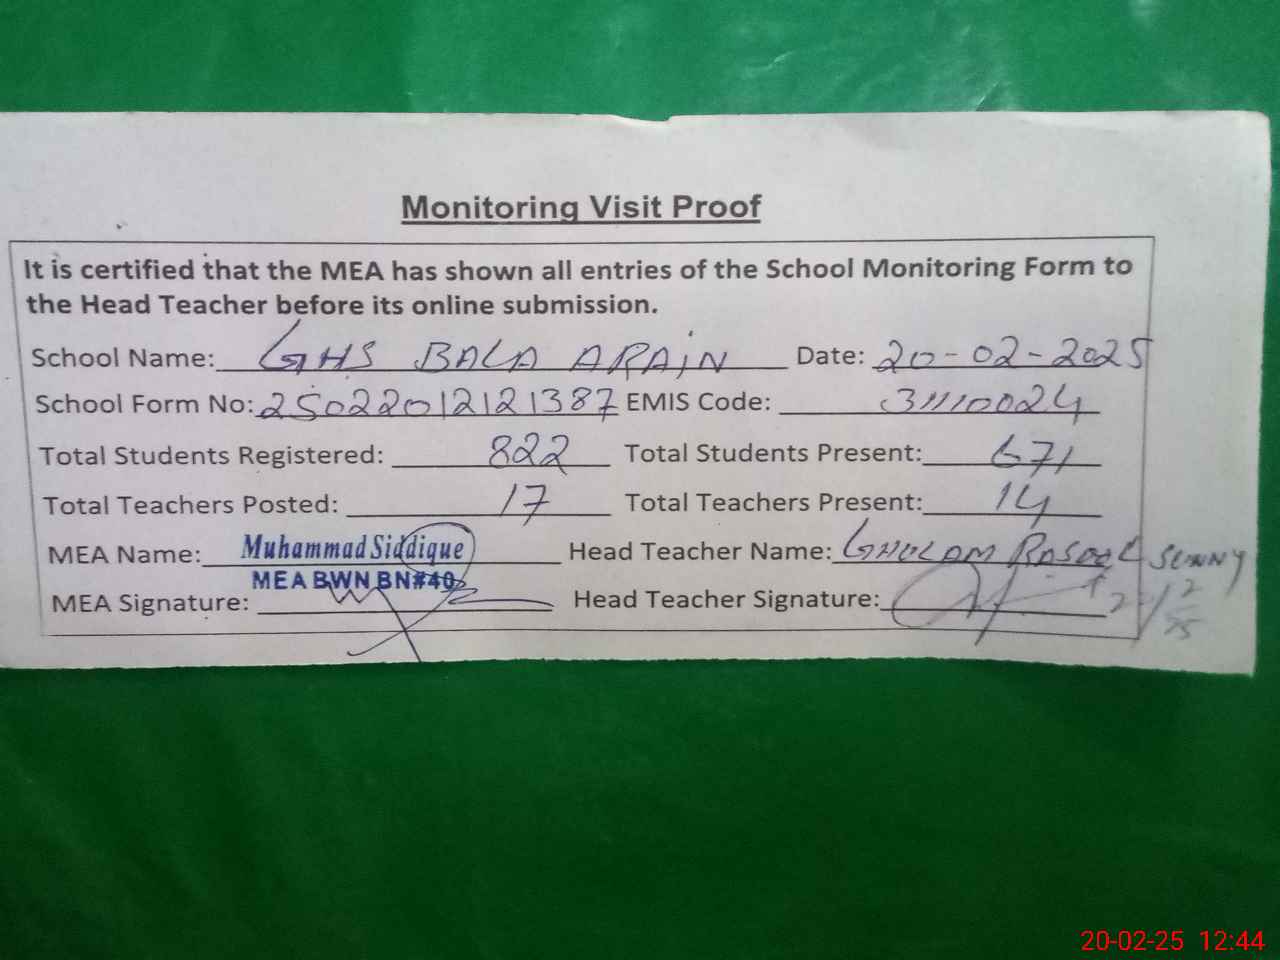 Monitoring Visit Proof
It is certified that the MEA has shown all entries of the School Monitoring Form to
the Head Teacher before its online submission.
School Name: GHS BALA ARAIN Date: 20-02-2025
School Form No: 25022012121387 EMIS Code: 31110024
Total Students Registered: 822 Total Students Present: 671
Total Teachers Posted: 17 Total Teachers Present: 14
MEA Name: Muhammad Siddique Head Teacher Name: GHULAM RASOOL SUNNY
MEA BWN BN#40
MEA Signature: Head Teacher Signature:
20-02-25 12:44